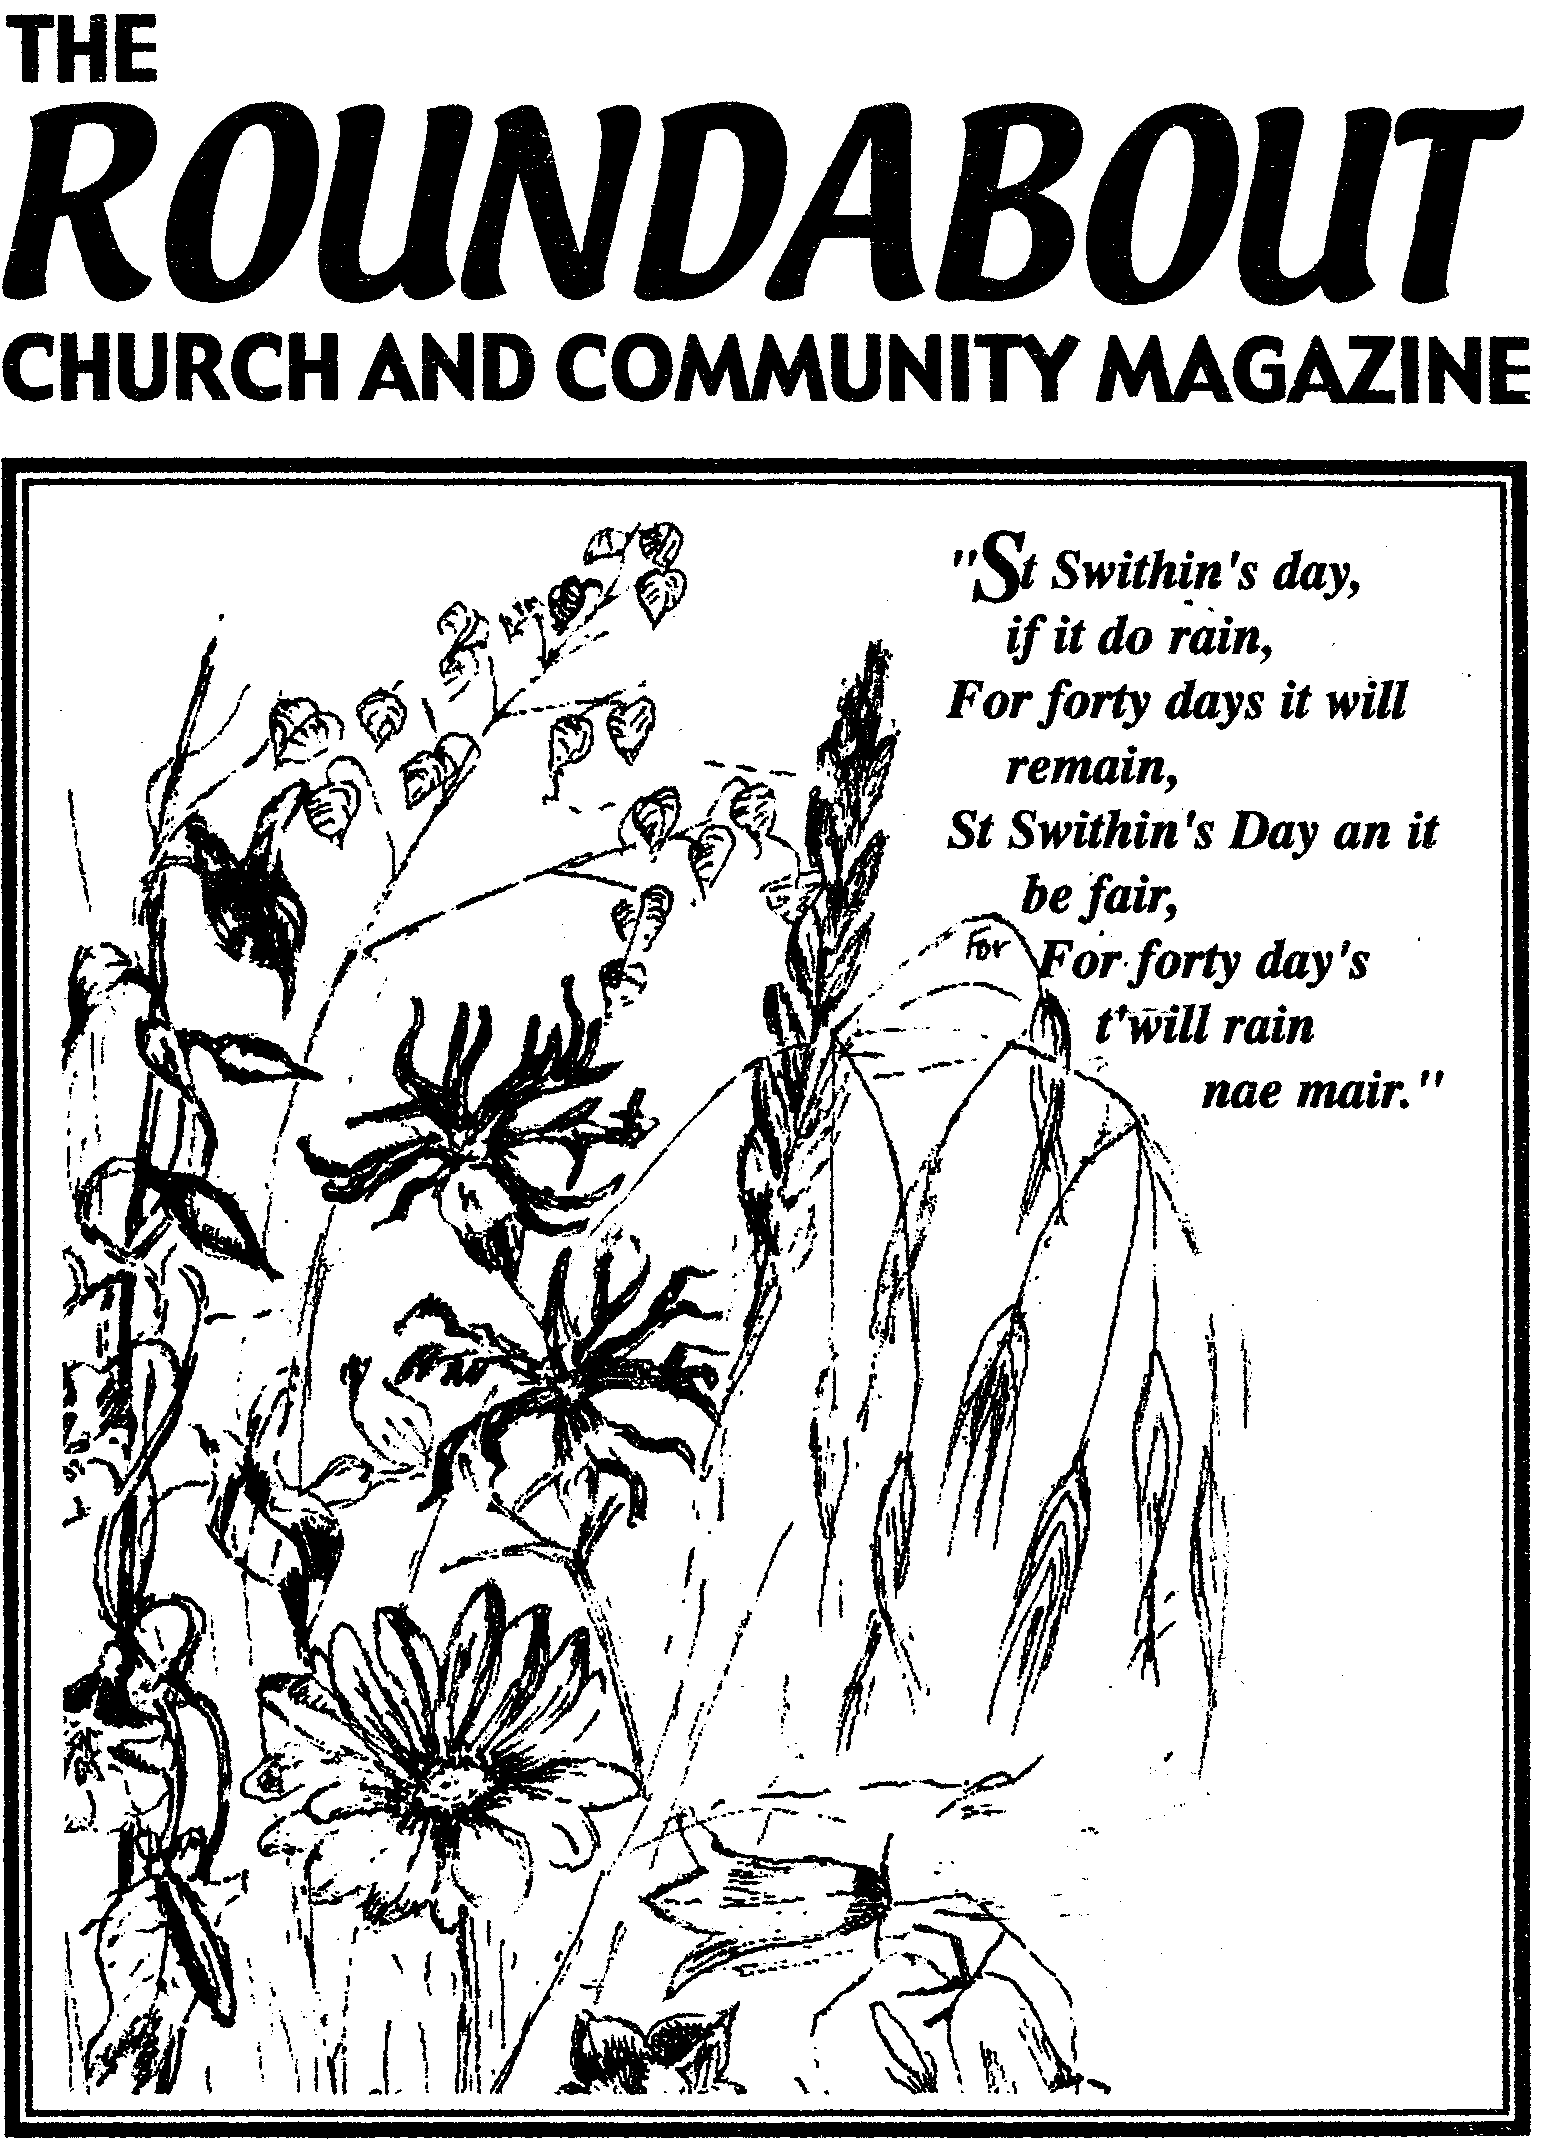 THE
ROUNDABOUT
CHURCH AND COMMUNITY MAGAZINE
"St Swithin's day,
if it do rain,
For forty days it will
remain,
St Swithin's Day an it
be fair,
For For forty day's
t'will rain
nae mair."